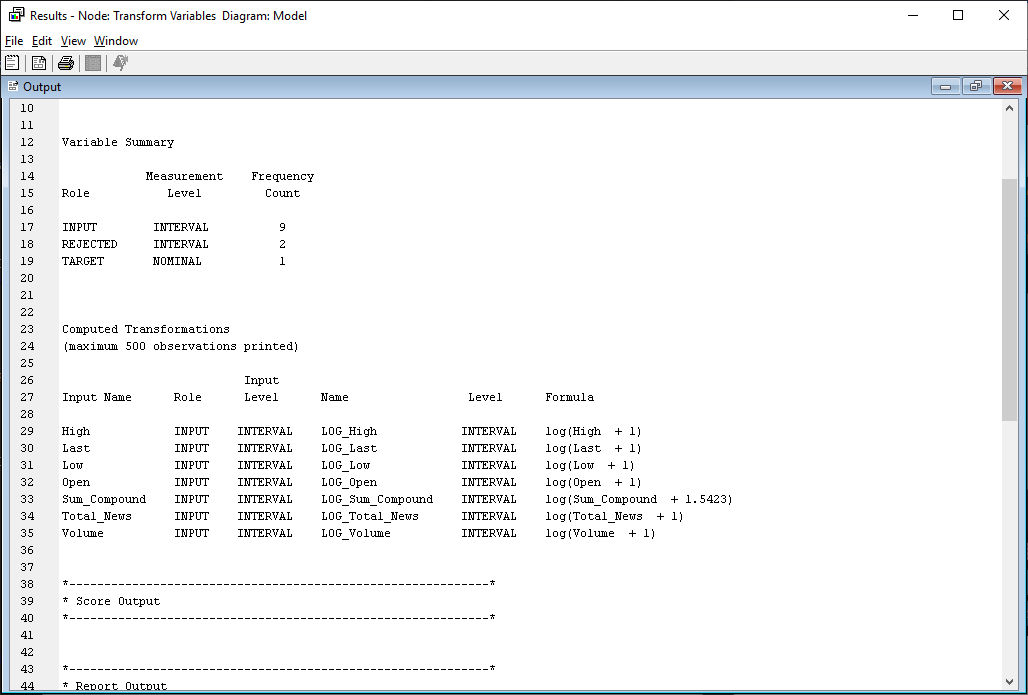 Results - Node: Transform Variables  Diagram: Model
File  Edit  View  Window
Output
10
11
12    Variable Summary
13
14                Measurement    Frequency
15    Role           Level         Count
16
17    INPUT        INTERVAL          9
18    REJECTED     INTERVAL          2
19    TARGET       NOMINAL           1
20
21
22
23    Computed Transformations
24    (maximum 500 observations printed)
25
26                              Input
27    Input Name      Role      Level      Name                 Level      Formula
28
29    High            INPUT    INTERVAL    LOG_High            INTERVAL    log(High  + 1)
30    Last            INPUT    INTERVAL    LOG_Last            INTERVAL    log(Last  + 1)
31    Low             INPUT    INTERVAL    LOG_Low             INTERVAL    log(Low  + 1)
32    Open            INPUT    INTERVAL    LOG_Open            INTERVAL    log(Open  + 1)
33    Sum_Compound    INPUT    INTERVAL    LOG_Sum_Compound    INTERVAL    log(Sum_Compound  + 1.5423)
34    Total_News      INPUT    INTERVAL    LOG_Total_News      INTERVAL    log(Total_News  + 1)
35    Volume          INPUT    INTERVAL    LOG_Volume          INTERVAL    log(Volume  + 1)
36
37
38    *------------------------------------------------------------*
39    * Score Output
40    *------------------------------------------------------------*
41
42
43    *------------------------------------------------------------*
44    * Report Output